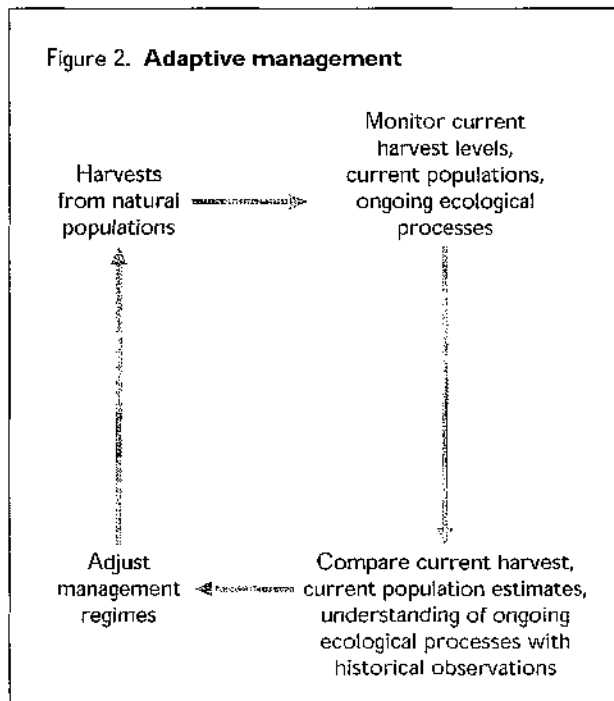 Figure 2. Adaptive management
Monitor current
harvest levels,
current populations,
ongoing ecological
processes
Harvests
from natural
populations
Adjust
management
regimes
Compare current harvest,
current population estimates,
understanding of ongoing
ecological processes with
historical observations